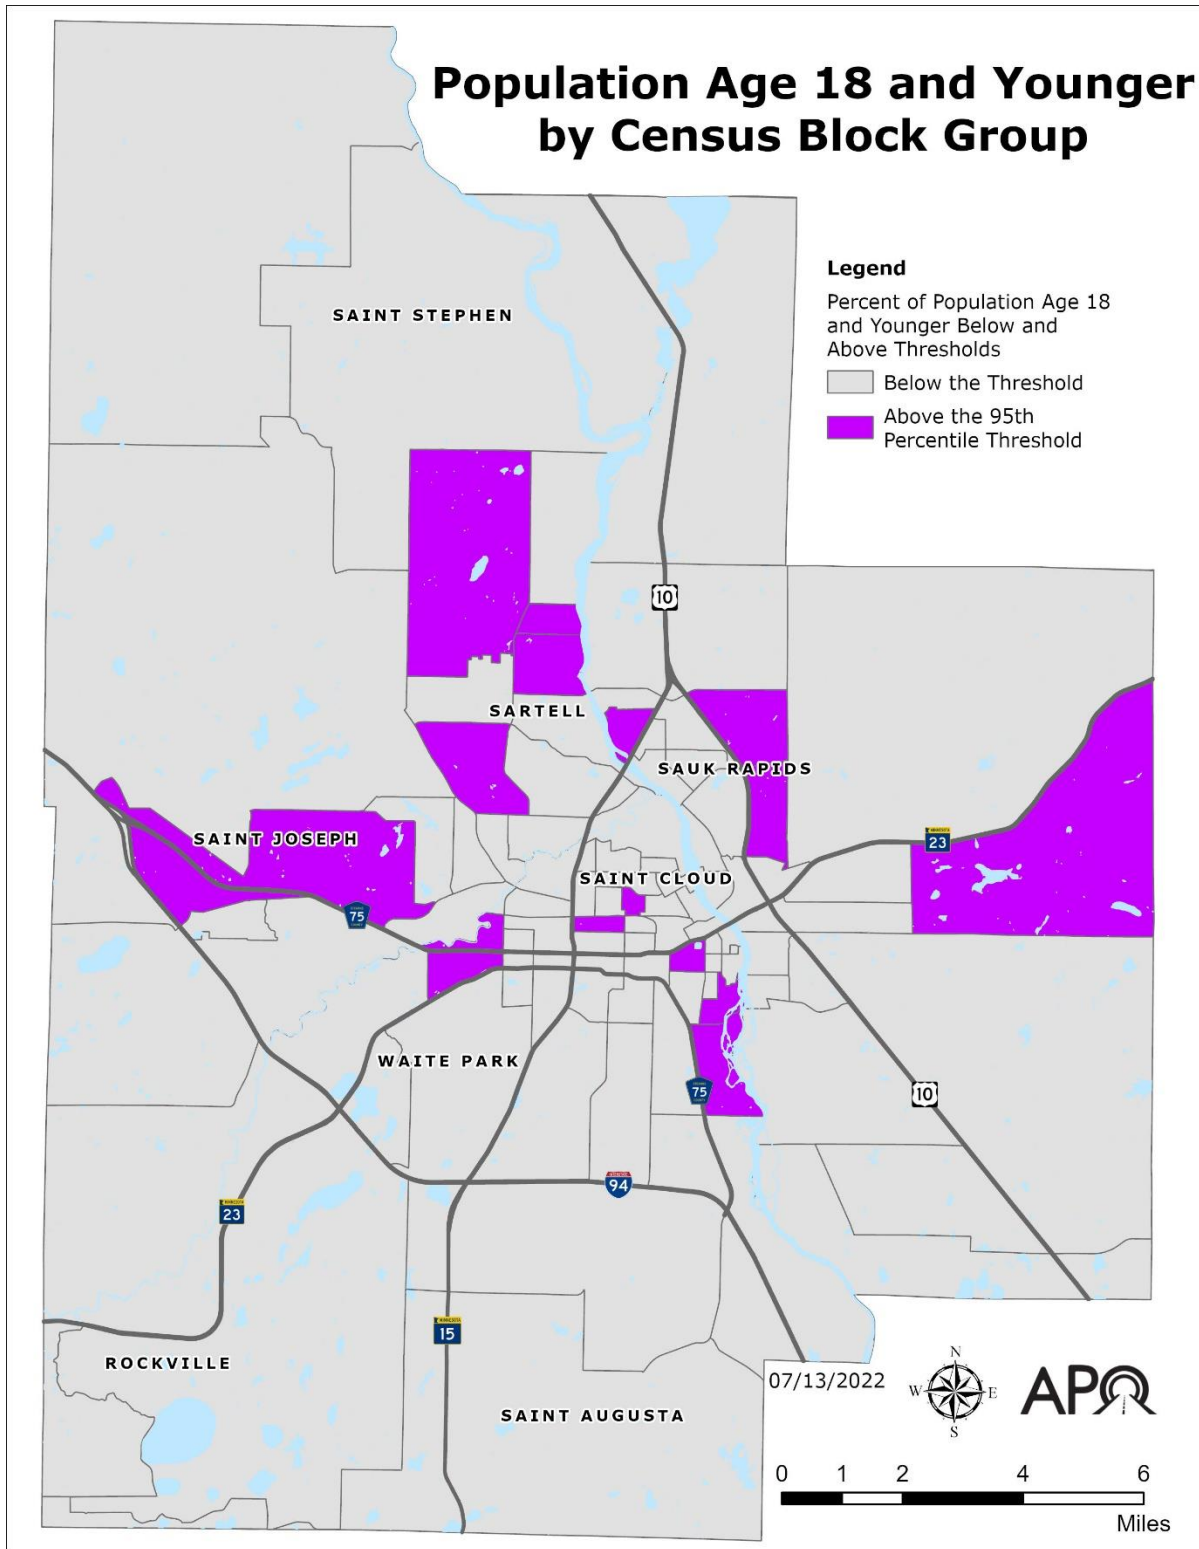 Population Age 18 and Younger
by Census Block Group
Legend
Percent of Population Age 18
and Younger Below and
Above Thresholds
Below the Threshold
Above the 95th
Percentile Threshold
SAINT STEPHEN
10
SARTELL
SAUK RAPIDS
SAINT JOSEPH
MINNESOTA
23
SAINT CLOUD
75
WAITE PARK
75
10
94
MINNESOTA
23
MINNESOTA
15
ROCKVILLE
SAINT AUGUSTA
07/13/2022
N
W
E
S
APO
0 1 2 4 6
Miles